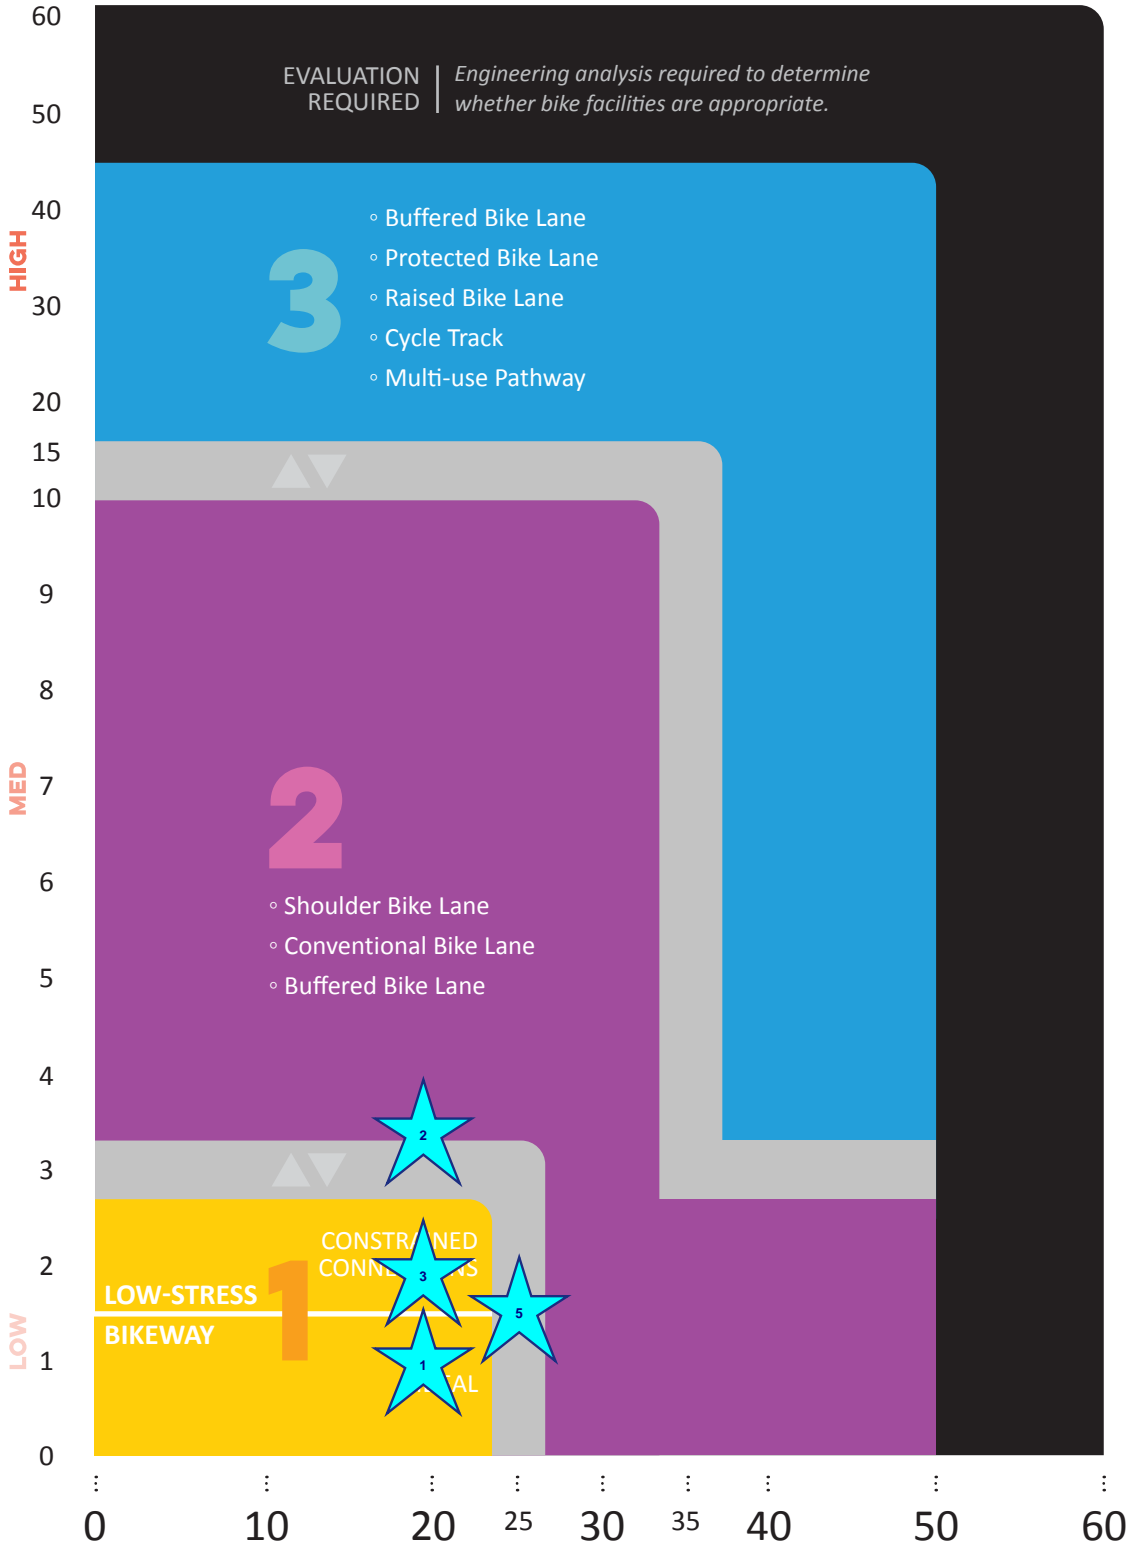 60
EVALUATION
REQUIRED
Engineering analysis required to determine
whether bike facilities are appropriate.
50
40
HIGH
30
20
3
◦ Buffered Bike Lane
◦ Protected Bike Lane
◦ Raised Bike Lane
◦ Cycle Track
◦ Multi-use Pathway
15
10
9
8
MED
7
6
5
4
2
◦ Shoulder Bike Lane
◦ Conventional Bike Lane
◦ Buffered Bike Lane
2
3
2
LOW
1
0
1
LOW-STRESS
BIKEWAY
CONSTRAINED
3
5
1
0
10
20
25
30
35
40
50
60